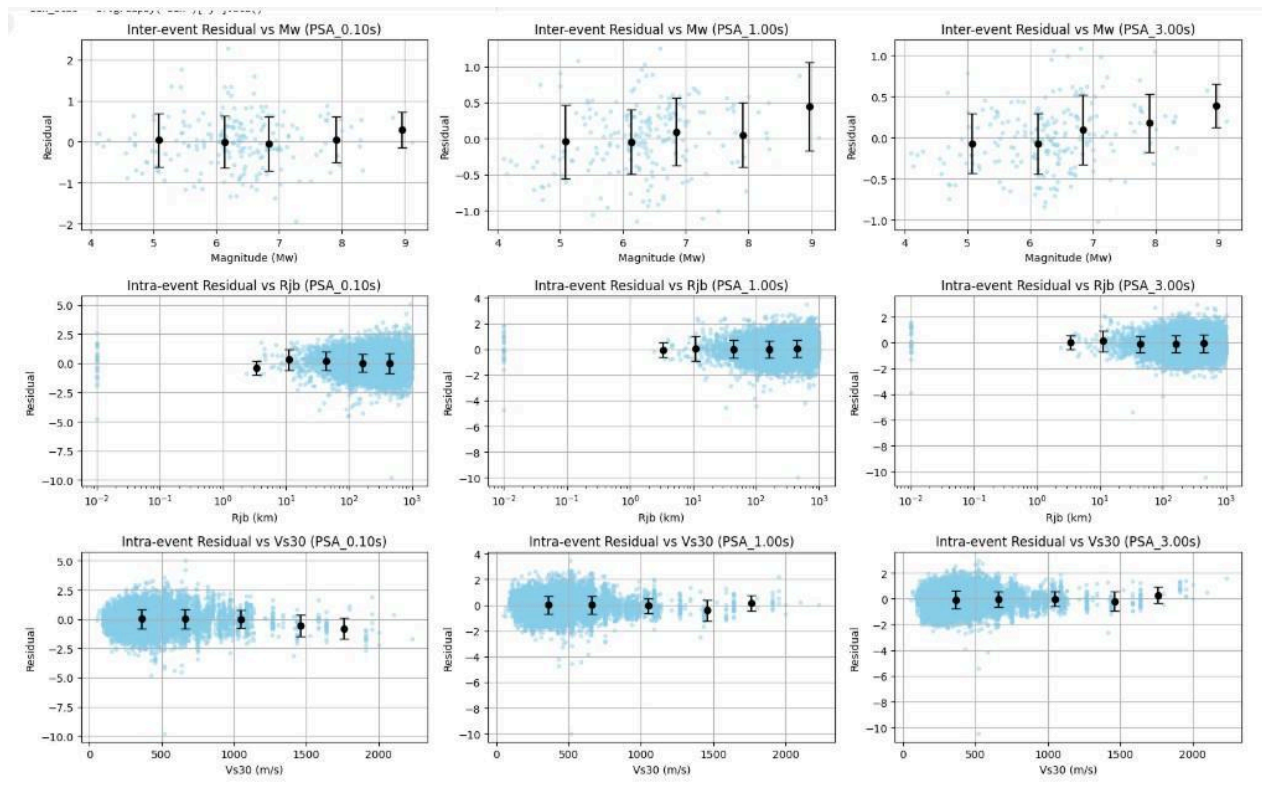 Inter-event Residual vs Mw (PSA_0.10s)
Inter-event Residual vs Mw (PSA_1.00s)
Inter-event Residual vs Mw (PSA_3.00s)
Residual
2
1
0
−1
−2
4 5 6 7 8 9
Magnitude (Mw)
Residual
1.0
0.5
0.0
−0.5
−1.0
4 5 6 7 8 9
Magnitude (Mw)
Residual
1.0
0.5
0.0
−0.5
−1.0
4 5 6 7 8 9
Magnitude (Mw)
Intra-event Residual vs Rjb (PSA_0.10s)
Intra-event Residual vs Rjb (PSA_1.00s)
Intra-event Residual vs Rjb (PSA_3.00s)
Residual
5.0
2.5
0.0
−2.5
−5.0
−7.5
−10.0
10⁻² 10⁻¹ 10⁰ 10¹ 10² 10³
Rjb (km)
Residual
4
2
0
−2
−4
−6
−8
−10
10⁻² 10⁻¹ 10⁰ 10¹ 10² 10³
Rjb (km)
Residual
2
0
−2
−4
−6
−8
−10
10⁻² 10⁻¹ 10⁰ 10¹ 10² 10³
Rjb (km)
Intra-event Residual vs Vs30 (PSA_0.10s)
Intra-event Residual vs Vs30 (PSA_1.00s)
Intra-event Residual vs Vs30 (PSA_3.00s)
Residual
5.0
2.5
0.0
−2.5
−5.0
−7.5
−10.0
0 500 1000 1500 2000
Vs30 (m/s)
Residual
4
2
0
−2
−4
−6
−8
−10
0 500 1000 1500 2000
Vs30 (m/s)
Residual
2
0
−2
−4
−6
−8
−10
0 500 1000 1500 2000
Vs30 (m/s)